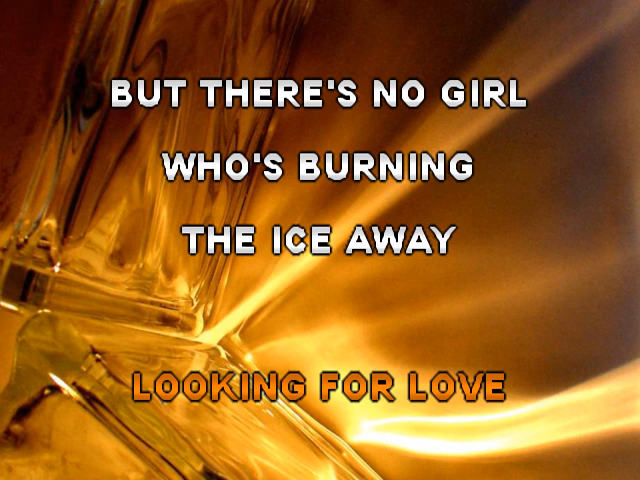 BUT THERE'S NO GIRL
WHO'S BURNING
THE ICE AWAY
LOOKING FOR LOVE